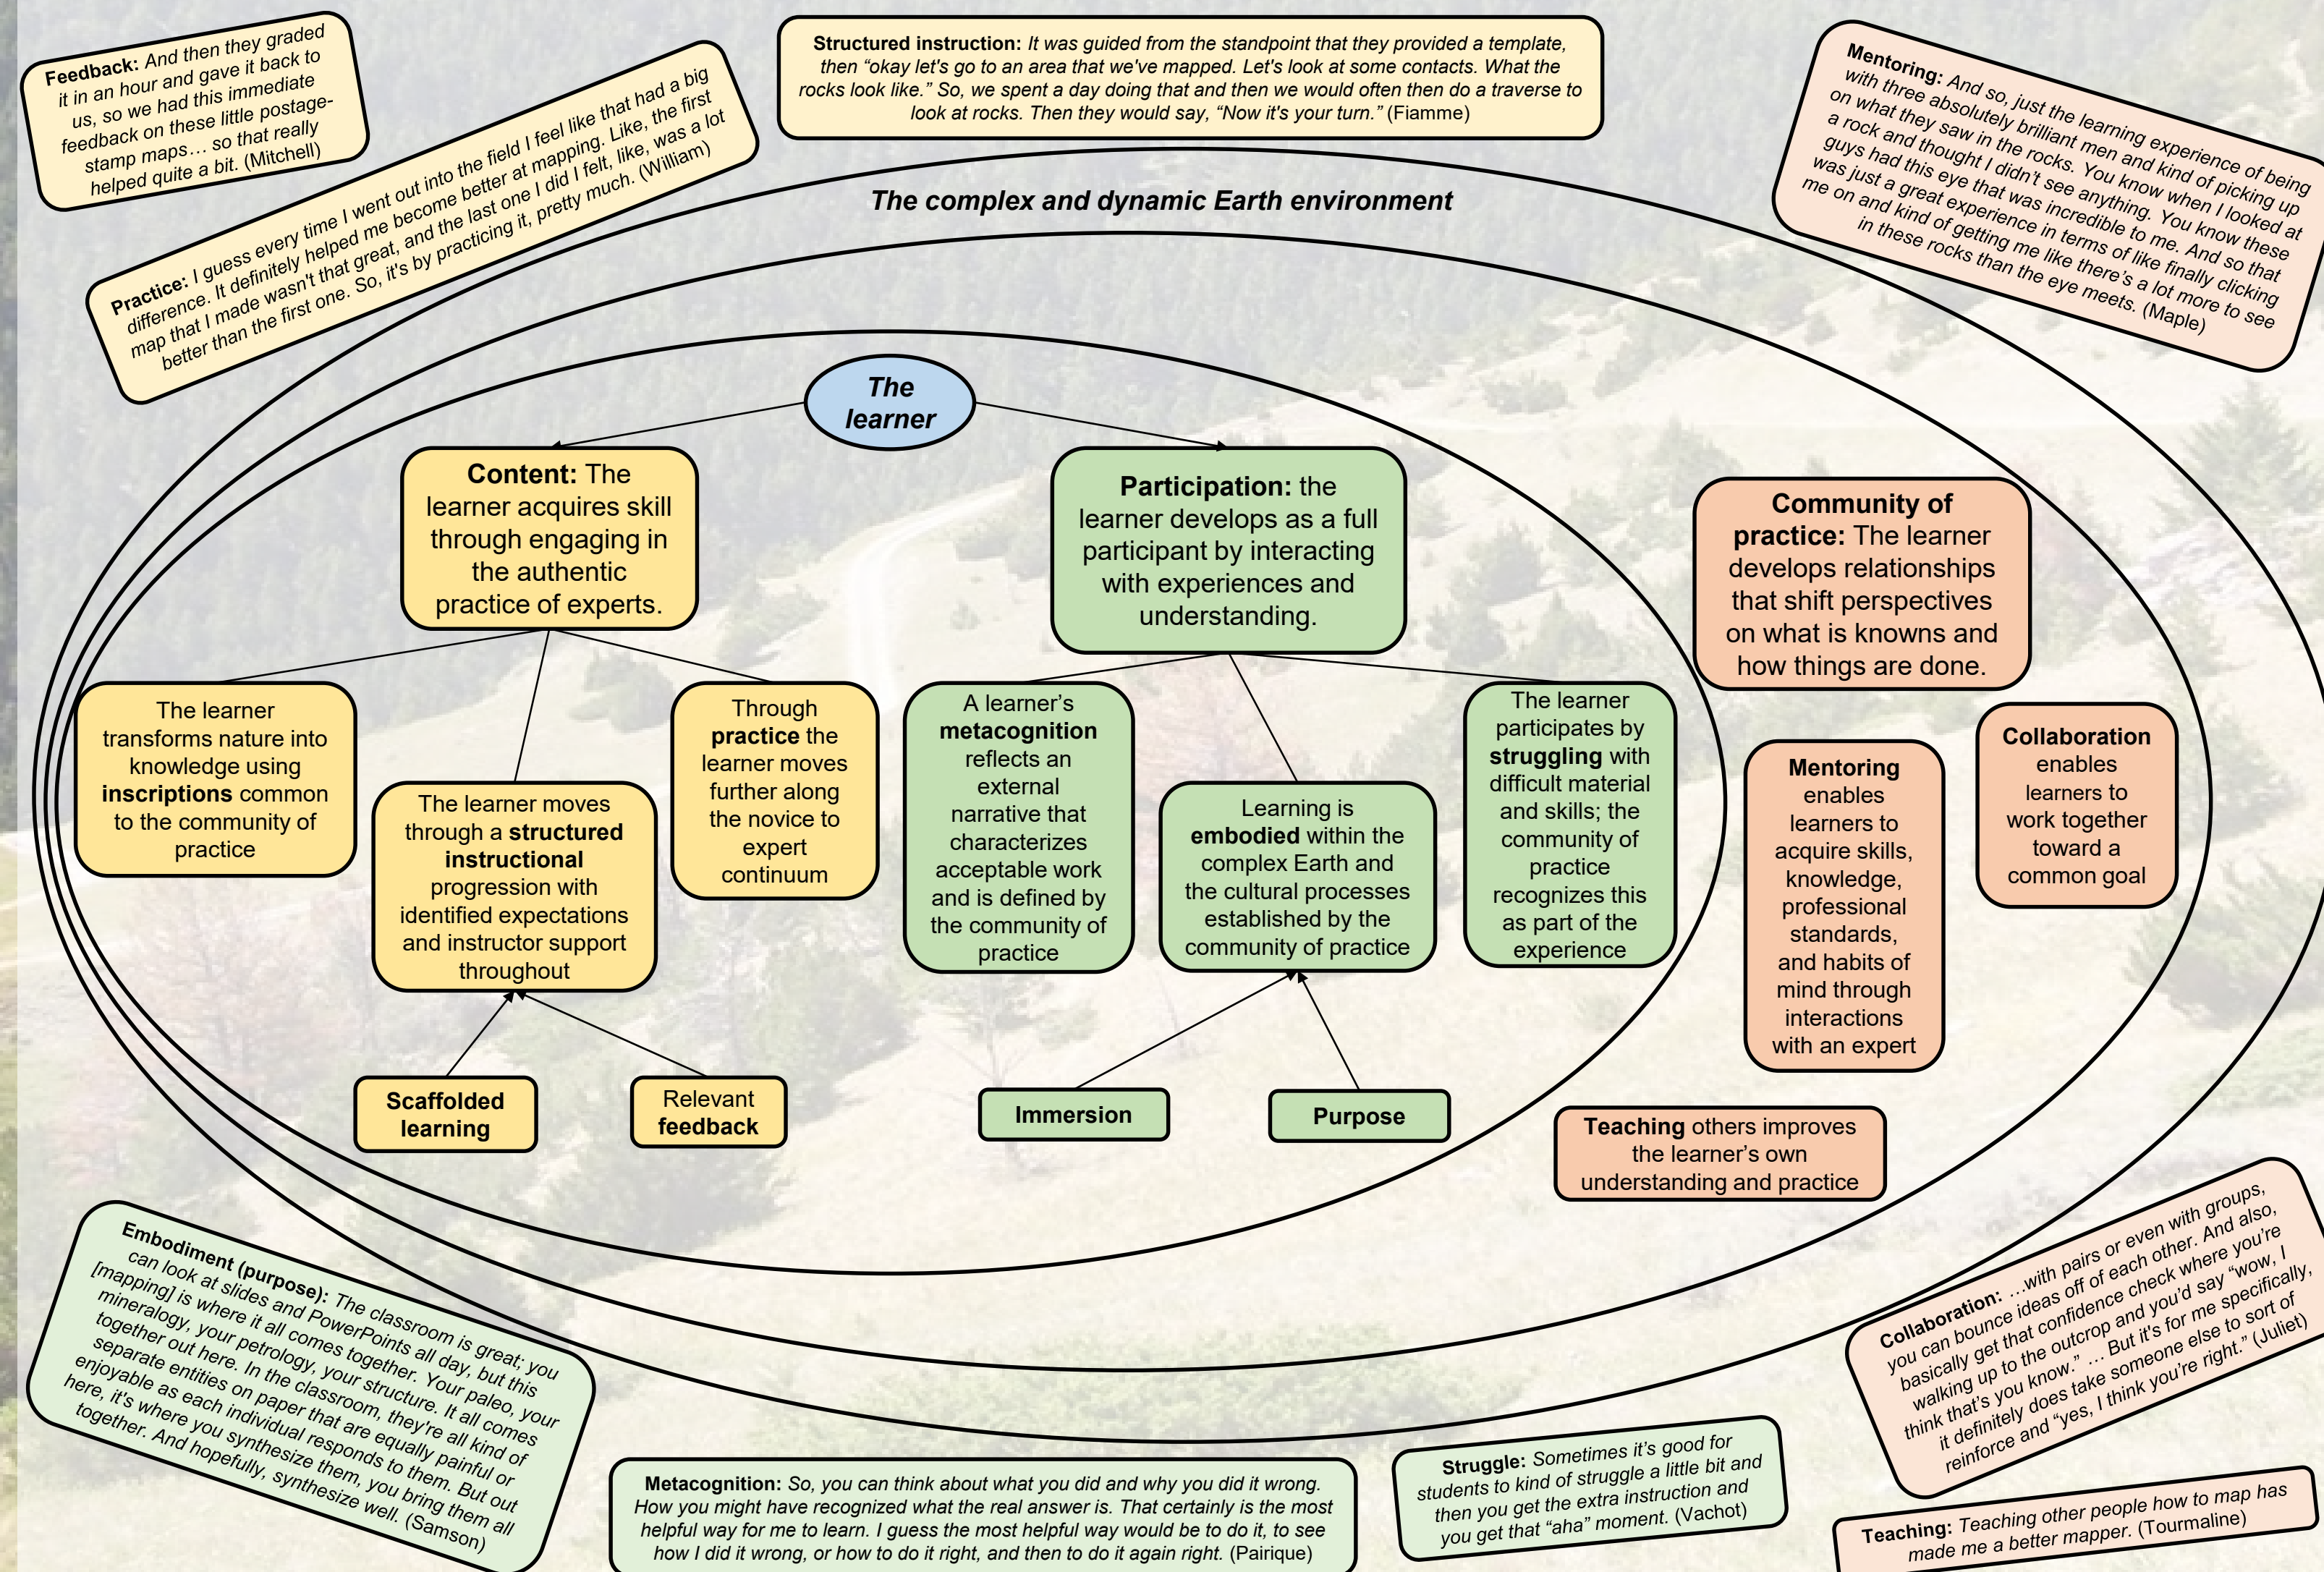 Feedback: And then they graded
it in an hour and gave it back to
us, so we had this immediate
feedback on these little postage-
stamp maps… so that really
helped quite a bit. (Mitchell)
Practice: I guess every time I went out into the field I feel like that had a big
difference. It definitely helped me become better at mapping. Like, the first
map that I made wasn't that great, and the last one I did I felt, like, was a lot
better than the first one. So, it's by practicing it, pretty much. (William)
Structured instruction: It was guided from the standpoint that they provided a template,
then “okay let's go to an area that we've mapped. Let's look at some contacts. What the
rocks look like.” So, we spent a day doing that and then we would often then do a traverse to
look at rocks. Then they would say, “Now it's your turn.” (Fiamme)
Mentoring: And so, just the learning experience of being
with three absolutely brilliant men and kind of picking up
on what they saw in the rocks. You know when I looked at
a rock and thought I didn't see anything. You know these
guys had this eye that was incredible to me. And so that
was just a great experience in terms of like finally clicking
me on and kind of getting me like there's a lot more to see
in these rocks than the eye meets. (Maple)
The complex and dynamic Earth environment
The
learner
Content: The
learner acquires skill
through engaging in
the authentic
practice of experts.
Participation: the
learner develops as a full
participant by interacting
with experiences and
understanding.
Community of
practice: The learner
develops relationships
that shift perspectives
on what is knowns and
how things are done.
The learner
transforms nature into
knowledge using
inscriptions common
to the community of
practice
The learner moves
through a structured
instructional
progression with
identified expectations
and instructor support
throughout
Through
practice the
learner moves
further along
the novice to
expert
continuum
A learner’s
metacognition
reflects an
external
narrative that
characterizes
acceptable work
and is defined by
the community of
practice
Learning is
embodied within the
complex Earth and
the cultural processes
established by the
community of practice
The learner
participates by
struggling with
difficult material
and skills; the
community of
practice
recognizes this
as part of the
experience
Mentoring
enables
learners to
acquire skills,
knowledge,
professional
standards,
and habits of
mind through
interactions
with an expert
Collaboration
enables
learners to
work together
toward a
common goal
Scaffolded
learning
Relevant
feedback
Immersion
Purpose
Teaching others improves
the learner’s own
understanding and practice
Embodiment (purpose): The classroom is great; you
can look at slides and PowerPoints all day, but this
[mapping] is where it all comes together. Your paleo, your
mineralogy, your petrology, your structure. It all comes
together out here. In the classroom, they're all kind of
separate entities on paper that are equally painful or
enjoyable as each individual responds to them. But out
here, it's where you synthesize them, you bring them all
together. And hopefully, synthesize well. (Samson)
Metacognition: So, you can think about what you did and why you did it wrong.
How you might have recognized what the real answer is. That certainly is the most
helpful way for me to learn. I guess the most helpful way would be to do it, to see
how I did it wrong, or how to do it right, and then to do it again right. (Pairique)
Struggle: Sometimes it’s good for
students to kind of struggle a little bit and
then you get the extra instruction and
you get that “aha” moment. (Vachot)
Collaboration: …with pairs or even with groups,
you can bounce ideas off of each other. And also,
basically get that confidence check where you’re
walking up to the outcrop and you’d say “wow, I
think that’s you know.” … But it's for me specifically,
it definitely does take someone else to sort of
reinforce and “yes, I think you’re right.” (Juliet)
Teaching: Teaching other people how to map has
made me a better mapper. (Tourmaline)